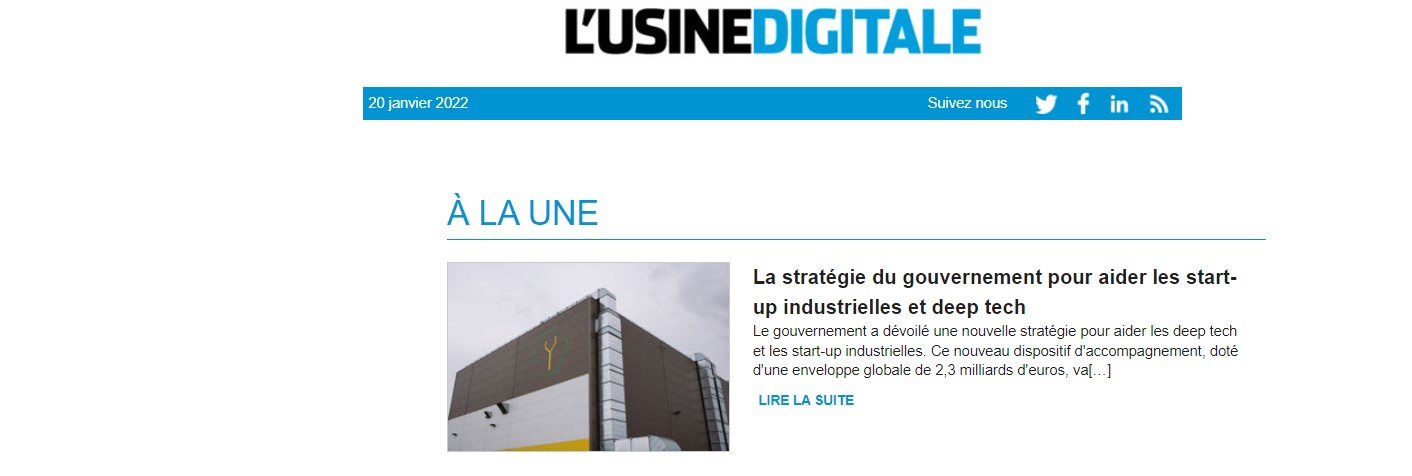 L'USINEDIGITALE
20 janvier 2022 Suivez nous
À LA UNE
La stratégie du gouvernement pour aider les start-
up industrielles et deep tech
Le gouvernement a dévoilé une nouvelle stratégie pour aider les deep tech
et les start-up industrielles. Ce nouveau dispositif d'accompagnement, doté
d'une enveloppe globale de 2,3 milliards d'euros, va[...]
LIRE LA SUITE